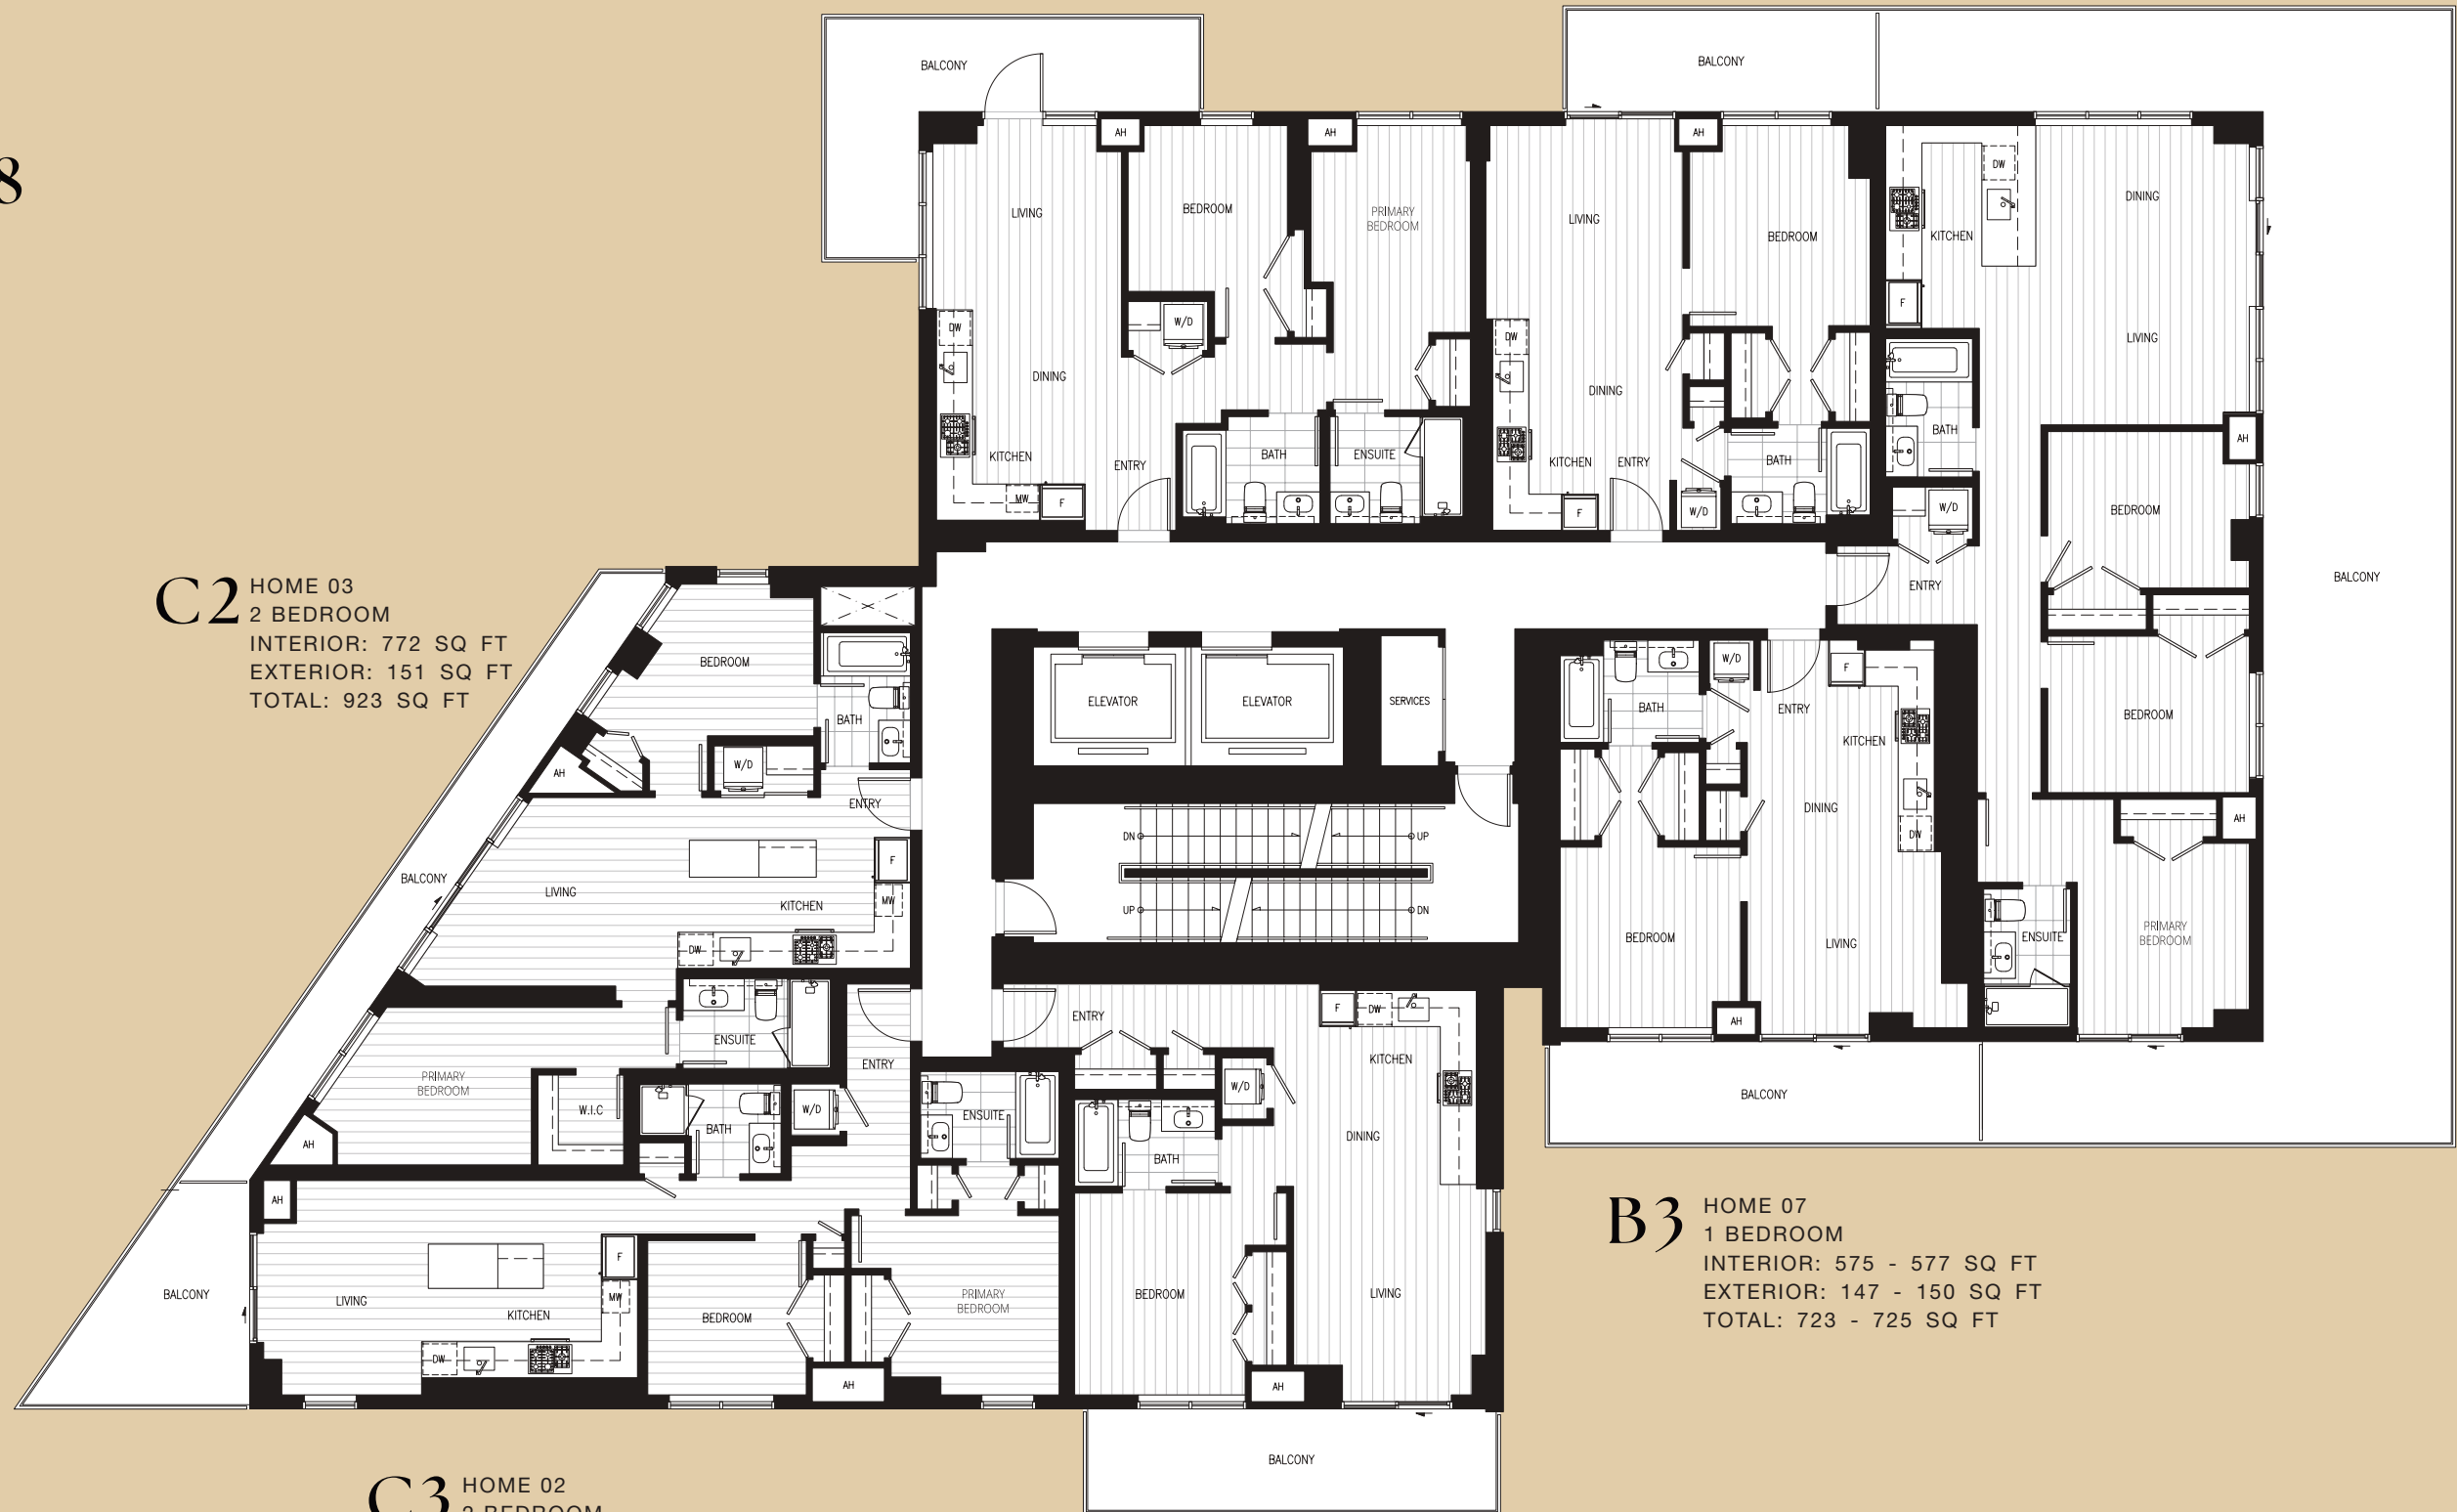 8
BALCONY
BALCONY
AH
AH
AH
LIVING
BEDROOM
PRIMARY
BEDROOM
LIVING
BEDROOM
KITCHEN
DW
DINING
F
LIVING
DW
W/D
DINING
KITCHEN
ENTRY
MW
F
BATH
ENSUITE
DW
DINING
KITCHEN
ENTRY
F
W/D
BATH
BATH
AH
W/D
BEDROOM
ENTRY
BALCONY
BEDROOM
AH
PRIMARY
BEDROOM
ENSUITE
C2
HOME 03
2 BEDROOM
INTERIOR: 772 SQ FT
EXTERIOR: 151 SQ FT
TOTAL: 923 SQ FT
BEDROOM
BATH
W/D
AH
ENTRY
BALCONY
LIVING
KITCHEN
F
MW
DW
ENSUITE
PRIMARY
BEDROOM
W.I.C
AH
ELEVATOR
ELEVATOR
SERVICES
DN
UP
UP
DN
BATH
W/D
F
ENTRY
KITCHEN
DINING
DW
BEDROOM
LIVING
AH
BALCONY
ENTRY
W/D
BATH
AH
BALCONY
LIVING
KITCHEN
F
MW
DW
BEDROOM
AH
ENSUITE
PRIMARY
BEDROOM
ENTRY
F
DW
KITCHEN
W/D
DINING
BATH
BEDROOM
LIVING
AH
BALCONY
B3
HOME 07
1 BEDROOM
INTERIOR: 575 - 577 SQ FT
EXTERIOR: 147 - 150 SQ FT
TOTAL: 723 - 725 SQ FT
C3
HOME 02
2 BEDROOM